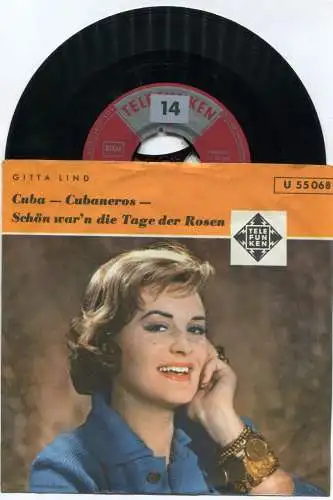 TELEFUNKEN
14
GITTA LIND
U 55 068
Cuba — Cubaneros —
Schön war'n die Tage der Rosen
TELE
FUN
KEN